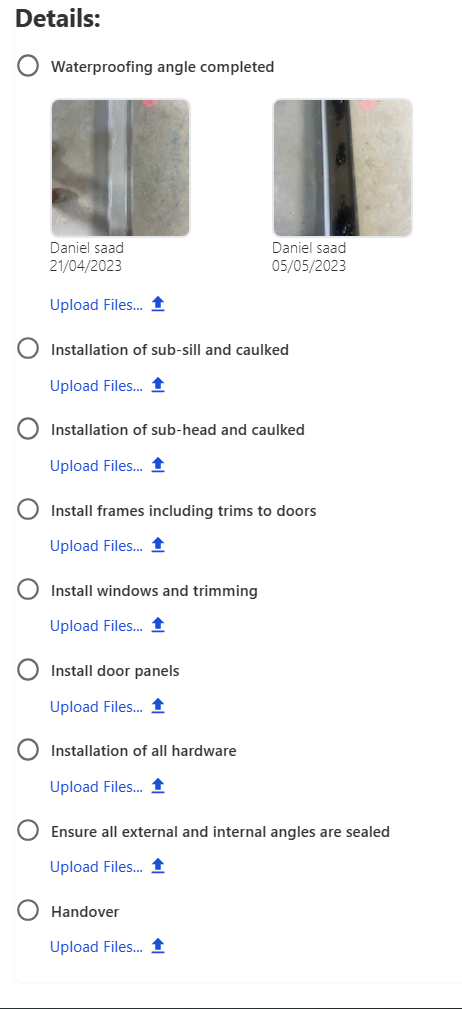 Details:
Waterproofing angle completed
Daniel saad
21/04/2023
Daniel saad
05/05/2023
Upload Files...
Installation of sub-sill and caulked
Upload Files...
Installation of sub-head and caulked
Upload Files...
Install frames including trims to doors
Upload Files...
Install windows and trimming
Upload Files...
Install door panels
Upload Files...
Installation of all hardware
Upload Files...
Ensure all external and internal angles are sealed
Upload Files...
Handover
Upload Files...